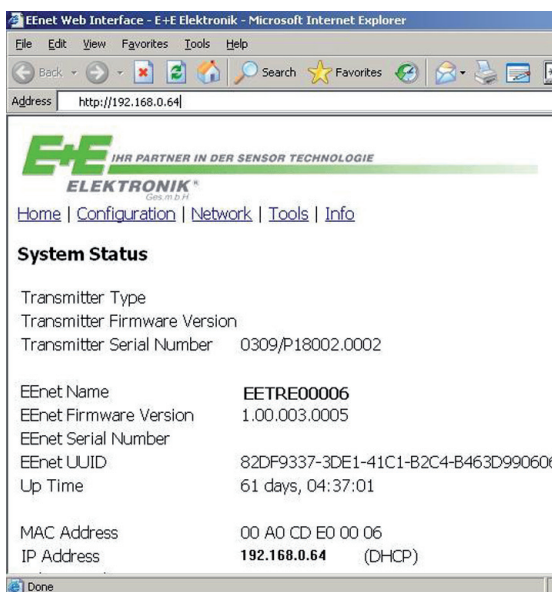 EEnet Web Interface - E+E Elektronik - Microsoft Internet Explorer
File Edit View Favorites Tools Help
Back Search Favorites
Address http://192.168.0.64
E+E IHR PARTNER IN DER SENSOR TECHNOLOGIE
ELEKTRONIK ®
Ges.m.b.H
Home | Configuration | Network | Tools | Info
System Status
Transmitter Type
Transmitter Firmware Version
Transmitter Serial Number 0309/P18002.0002
EEnet Name EETRE00006
EEnet Firmware Version 1.00.003.0005
EEnet Serial Number
EEnet UUID 82DF9337-3DE1-41C1-B2C4-B463D990606
Up Time 61 days, 04:37:01
MAC Address 00 A0 CD E0 00 06
IP Address 192.168.0.64 (DHCP)
Done